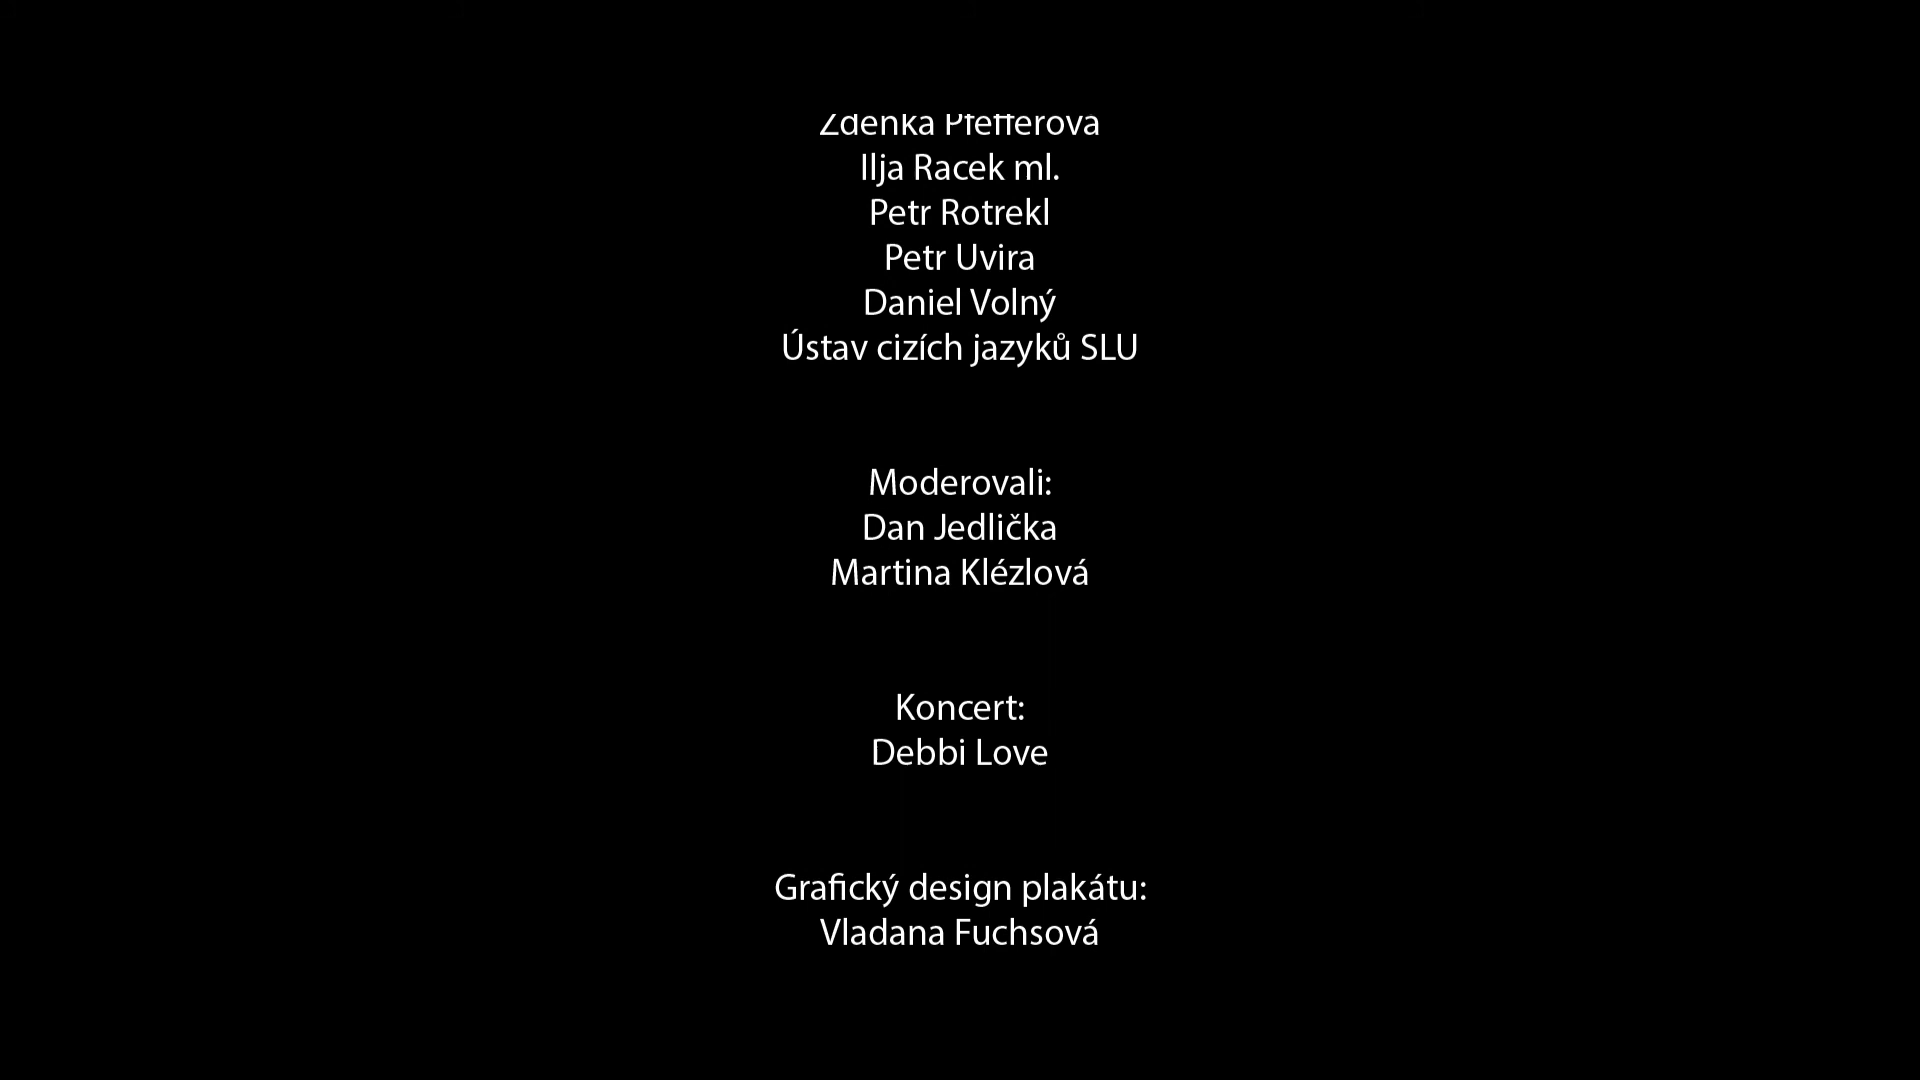 Ilja Racek ml.
Petr Rotrekl
Petr Uvira
Daniel Volný
Ústav cizích jazyků SLU
Moderovali:
Dan Jedlička
Martina Klézlová
Koncert:
Debbi Love
Grafický design plakátu:
Vladana Fuchsová